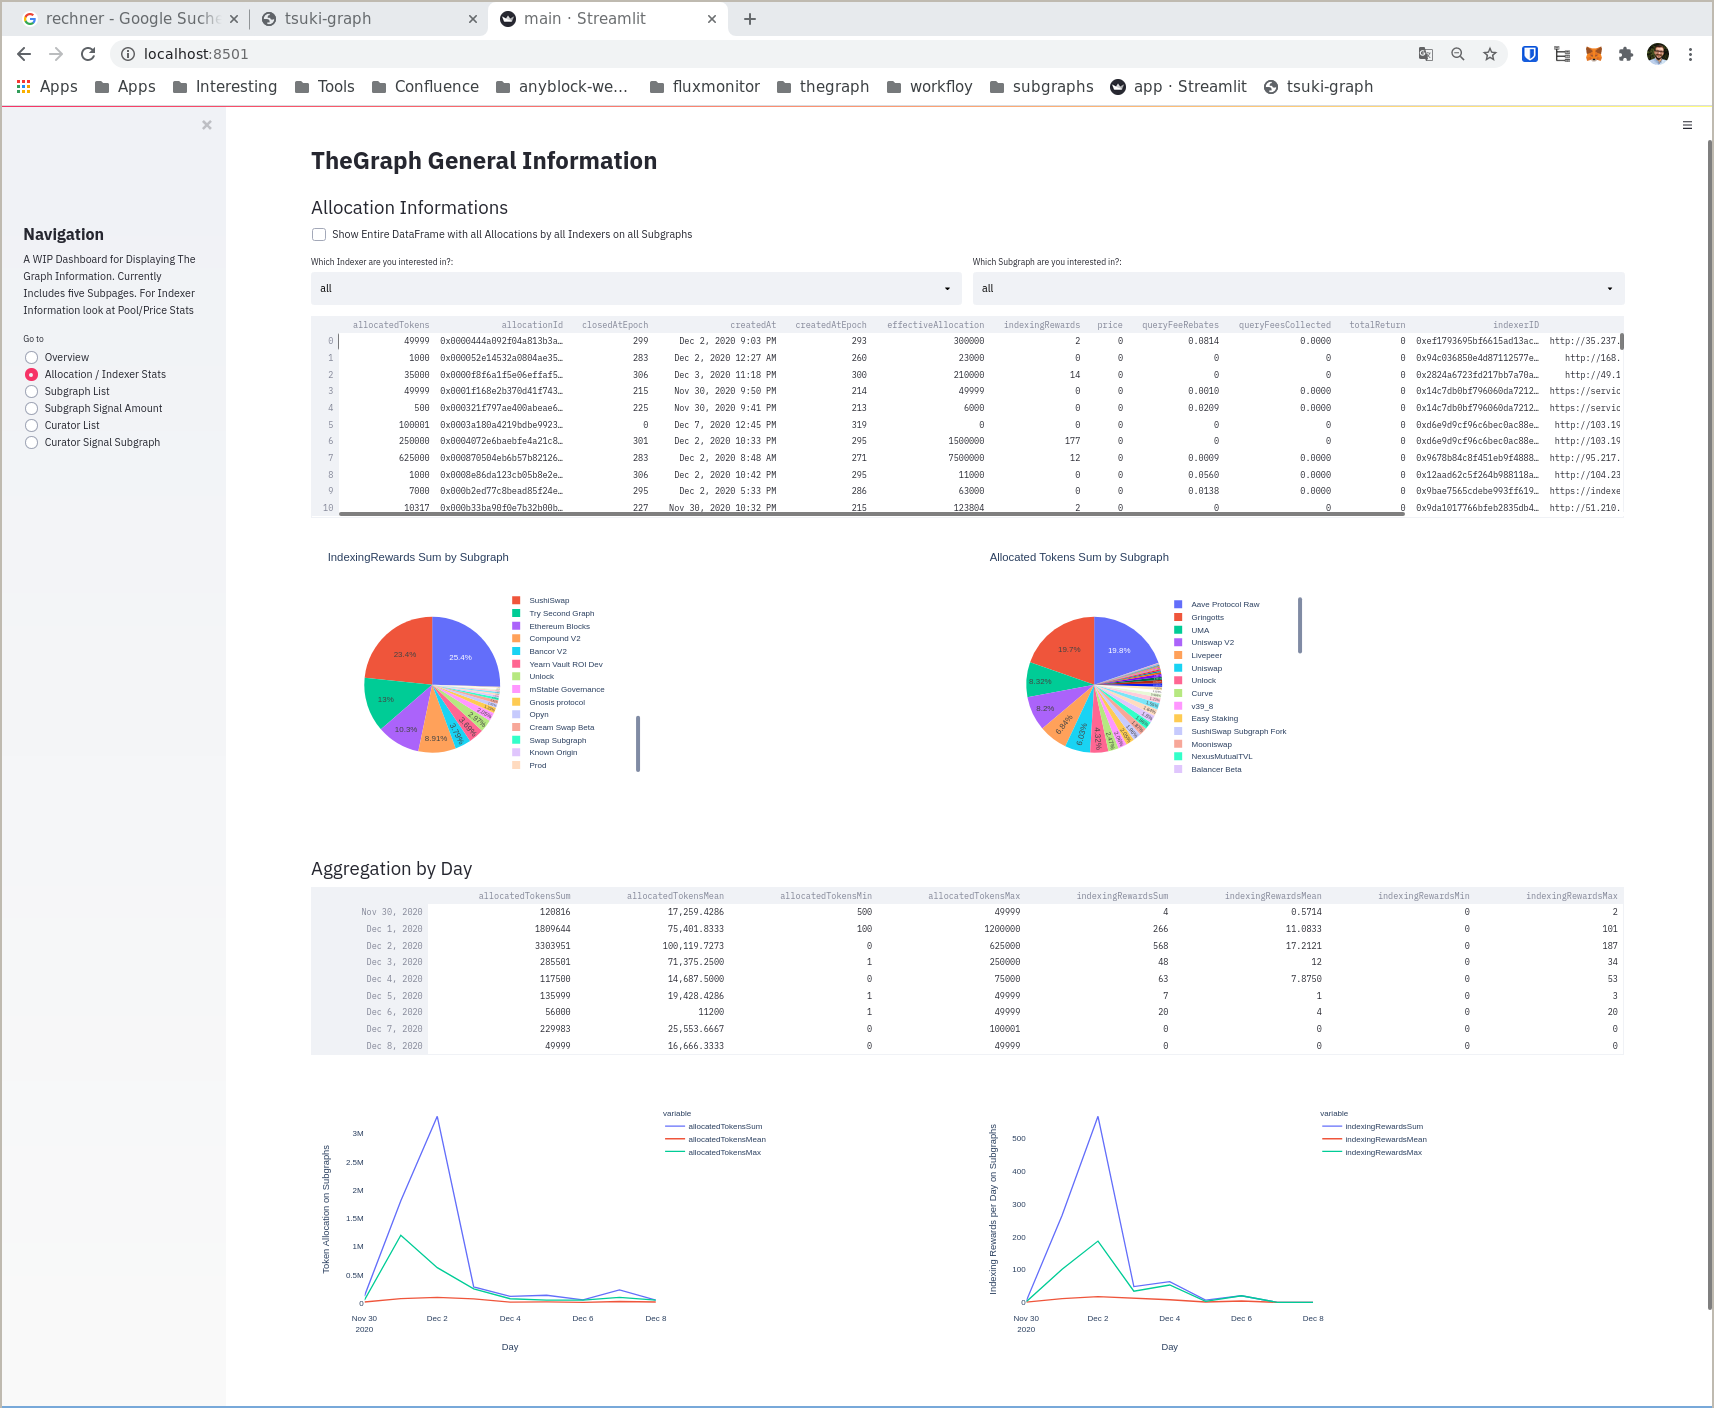 rechner - Google Suche
tsuki-graph
main · Streamlit
localhost:8501
Apps Apps Interesting Tools Confluence anyblock-we... fluxmonitor thegraph workfloy subgraphs app · Streamlit tsuki-graph
Navigation
A WIP Dashboard for Displaying The
Graph Information. Currently
Includes five Subpages. For Indexer
Information look at Pool/Price Stats
Go to
Overview
Allocation / Indexer Stats
Subgraph List
Subgraph Signal Amount
Curator List
Curator Signal Subgraph
TheGraph General Information
Allocation Informations
Show Entire DataFrame with all Allocations by all Indexers on all Subgraphs
Which Indexer are you interested in?:
all
Which Subgraph are you interested in?:
all
allocatedTokens allocationId closedAtEpoch createdAt createdAtEpoch effectiveAllocation indexingRewards price queryFeeRebates queryFeesCollected totalReturn indexerID
0 49999 0x0000444a092f04a813b3a… 299 Dec 2, 2020 9:03 PM 293 300000 2 0 0.0814 0.0000 0 0xef1793695bf6615ad13ac… http://35.237.
1 1000 0x000052e14532a0804ae35… 283 Dec 2, 2020 12:27 AM 260 23000 0 0 0 0 0 0x94c036850e4d87112577e… http://168.
2 35000 0x0000f8f6a1f5e06effaf5… 306 Dec 3, 2020 11:18 PM 300 210000 14 0 0 0 0 0x2824a6723fd217bb7a70a… http://49.1
3 49999 0x0001f168e2b370d41f743… 215 Nov 30, 2020 9:50 PM 214 49999 0 0 0.0010 0.0000 0 0x14c7db0bf796060da7212… https://servic
4 500 0x000321f797ae400abeae6… 225 Nov 30, 2020 9:41 PM 213 6000 0 0 0.0209 0.0000 0 0x14c7db0bf796060da7212… https://servic
5 100001 0x0003a180a4219bdbe9923… 0 Dec 7, 2020 12:45 PM 319 0 0 0 0 0 0 0xd6e9d9cf96c6bec0ac88e… http://103.19
6 250000 0x0004072e6baebfe4a21c8… 301 Dec 2, 2020 10:33 PM 295 1500000 177 0 0 0 0 0xd6e9d9cf96c6bec0ac88e… http://103.19
7 625000 0x000870504eb6b57b82126… 283 Dec 2, 2020 8:48 AM 271 7500000 12 0 0.0009 0.0000 0 0x9678b84c8f451eb9f4888… http://95.217.
8 1000 0x0008e86da123cb05b8e2e… 306 Dec 2, 2020 10:42 PM 295 11000 0 0 0.0560 0.0000 0 0x12aad62c5f264b988118a… http://104.23
9 7000 0x000b2ed77c8bead85f24e… 295 Dec 2, 2020 5:33 PM 286 63000 0 0 0.0138 0.0000 0 0x9bae7565cdebe993ff619… https://indexe
10 10317 0x000b33ba90f0e7b32b00b… 227 Nov 30, 2020 10:32 PM 215 123804 2 0 0 0 0 0x9da1017766bfeb2835db4… http://51.210.
IndexingRewards Sum by Subgraph
25.4%
23.4%
13%
10.3%
8.91%
3.79%
3.69%
2.97%
SushiSwap
Try Second Graph
Ethereum Blocks
Compound V2
Bancor V2
Yearn Vault ROI Dev
Unlock
mStable Governance
Gnosis protocol
Opyn
Cream Swap Beta
Swap Subgraph
Known Origin
Prod
Allocated Tokens Sum by Subgraph
19.8%
19.7%
8.32%
8.2%
6.84%
6.03%
4.32%
Aave Protocol Raw
Gringotts
UMA
Uniswap V2
Livepeer
Uniswap
Unlock
Curve
v39_8
Easy Staking
SushiSwap Subgraph Fork
Mooniswap
NexusMutualTVL
Balancer Beta
Aggregation by Day
allocatedTokensSum allocatedTokensMean allocatedTokensMin allocatedTokensMax indexingRewardsSum indexingRewardsMean indexingRewardsMin indexingRewardsMax
Nov 30, 2020 120816 17,259.4286 500 49999 4 0.5714 0 2
Dec 1, 2020 1809644 75,401.8333 100 1200000 266 11.0833 0 101
Dec 2, 2020 3303951 100,119.7273 0 625000 568 17.2121 0 187
Dec 3, 2020 285501 71,375.2500 1 250000 48 12 0 34
Dec 4, 2020 117500 14,687.5000 0 75000 63 7.8750 0 53
Dec 5, 2020 135999 19,428.4286 1 49999 7 1 0 3
Dec 6, 2020 56000 11200 1 49999 20 4 0 20
Dec 7, 2020 229983 25,553.6667 0 100001 0 0 0 0
Dec 8, 2020 49999 16,666.3333 0 49999 0 0 0 0
Token Allocation on Subgraphs
3M
2.5M
2M
1.5M
1M
0.5M
0
Nov 30 Dec 2 Dec 4 Dec 6 Dec 8
2020
Day
variable
allocatedTokensSum
allocatedTokensMean
allocatedTokensMax
Indexing Rewards per Day on Subgraphs
500
400
300
200
100
0
Nov 30 Dec 2 Dec 4 Dec 6 Dec 8
2020
Day
variable
indexingRewardsSum
indexingRewardsMean
indexingRewardsMax